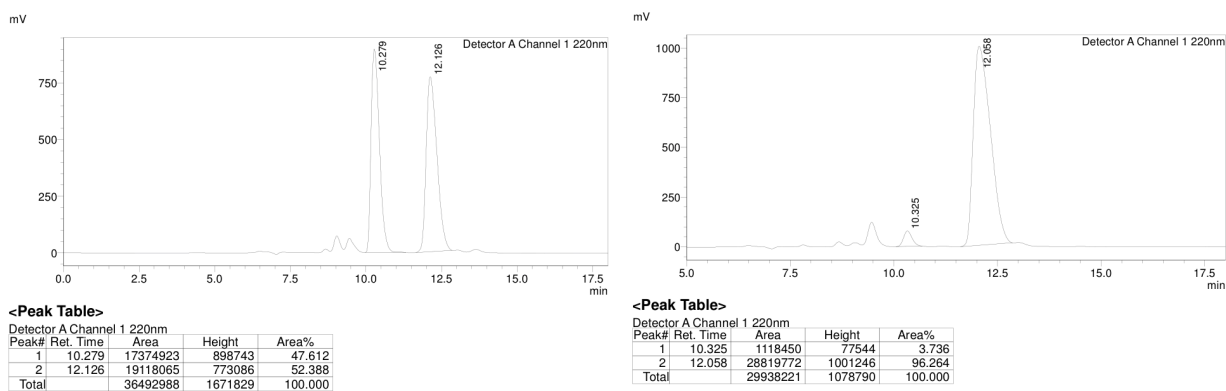 mV
Detector A Channel 1 220nm
10.279
12.126
750
500
250
0
0.0 2.5 5.0 7.5 10.0 12.5 15.0 17.5
min
<Peak Table>
Detector A Channel 1 220nm
Peak# Ret. Time Area Height Area%
1 10.279 17374923 898743 47.612
2 12.126 19118065 773086 52.388
Total 36492988 1671829 100.000
mV
Detector A Channel 1 220nm
1000
12.058
750
500
250
10.325
0
5.0 7.5 10.0 12.5 15.0 17.5
min
<Peak Table>
Detector A Channel 1 220nm
Peak# Ret. Time Area Height Area%
1 10.325 1118450 77544 3.736
2 12.058 28819772 1001246 96.264
Total 29938221 1078790 100.000